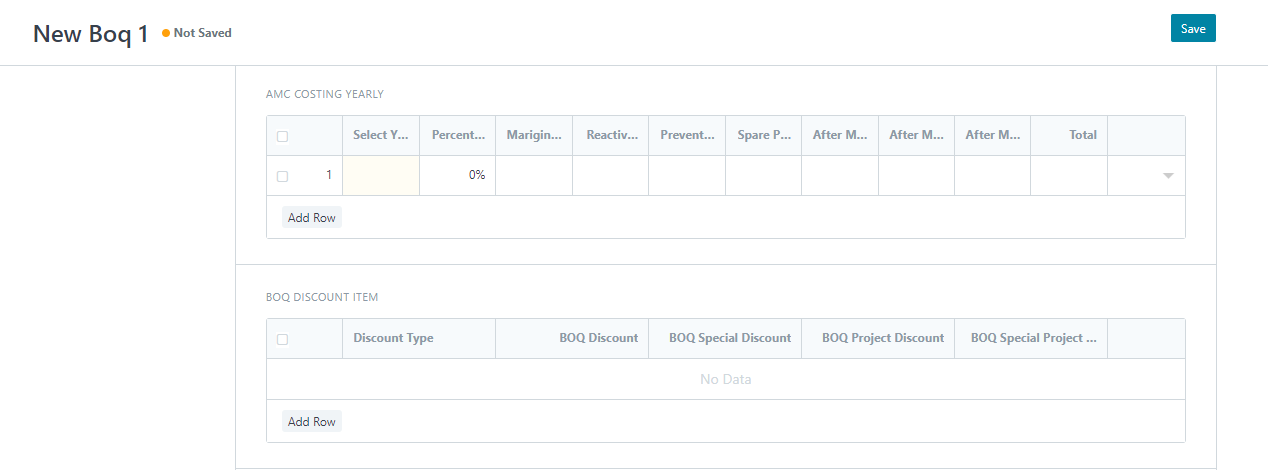 New Boq 1 Not Saved Save
AMC COSTING YEARLY
Select Y... Percent... Marigin... Reactiv... Prevent... Spare P... After M... After M... After M... Total
1 0%
Add Row
BOQ DISCOUNT ITEM
Discount Type BOQ Discount BOQ Special Discount BOQ Project Discount BOQ Special Project ...
No Data
Add Row